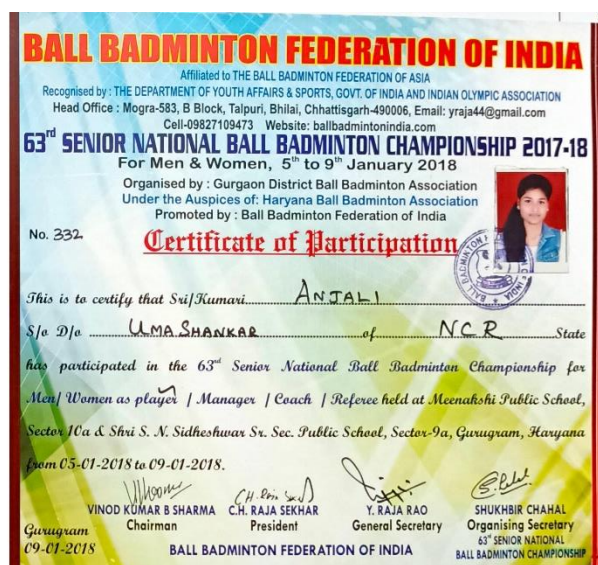 BALL BADMINTON FEDERATION OF INDIA
Affiliated to THE BALL BADMINTON FEDERATION OF ASIA
Recognised by : THE DEPARTMENT OF YOUTH AFFAIRS & SPORTS, GOVT. OF INDIA AND INDIAN OLYMPIC ASSOCIATION
Head Office : Mogra-583, B Block, Talpuri, Bhilai, Chhattisgarh-490006, Email: yraja44@gmail.com
Cell-09827109473 Website: ballbadmintonindia.com
63rd SENIOR NATIONAL BALL BADMINTON CHAMPIONSHIP 2017-18
For Men & Women, 5th to 9th January 2018
Organised by : Gurgaon District Ball Badminton Association
Under the Auspices of: Haryana Ball Badminton Association
Promoted by : Ball Badminton Federation of India
No. 332
Certificate of Participation
This is to certify that Sri/Kumari ANJALI
S/o D/o UMA SHANKAR of NCR State
has participated in the 63rd Senior National Ball Badminton Championship for
Men/ Women as player / Manager / Coach / Referee held at Meenakshi Public School,
Sector 10a & Shri S. N. Sidheshwar Sr. Sec. Public School, Sector-9a, Gurugram, Haryana
from 05-01-2018 to 09-01-2018.
VINOD KUMAR B SHARMA C.H. RAJA SEKHAR Y. RAJA RAO SHUKHBIR CHAHAL
Chairman President General Secretary Organising Secretary
Gurugram
63rd SENIOR NATIONAL
09-01-2018 BALL BADMINTON FEDERATION OF INDIA BALL BADMINTON CHAMPIONSHIP